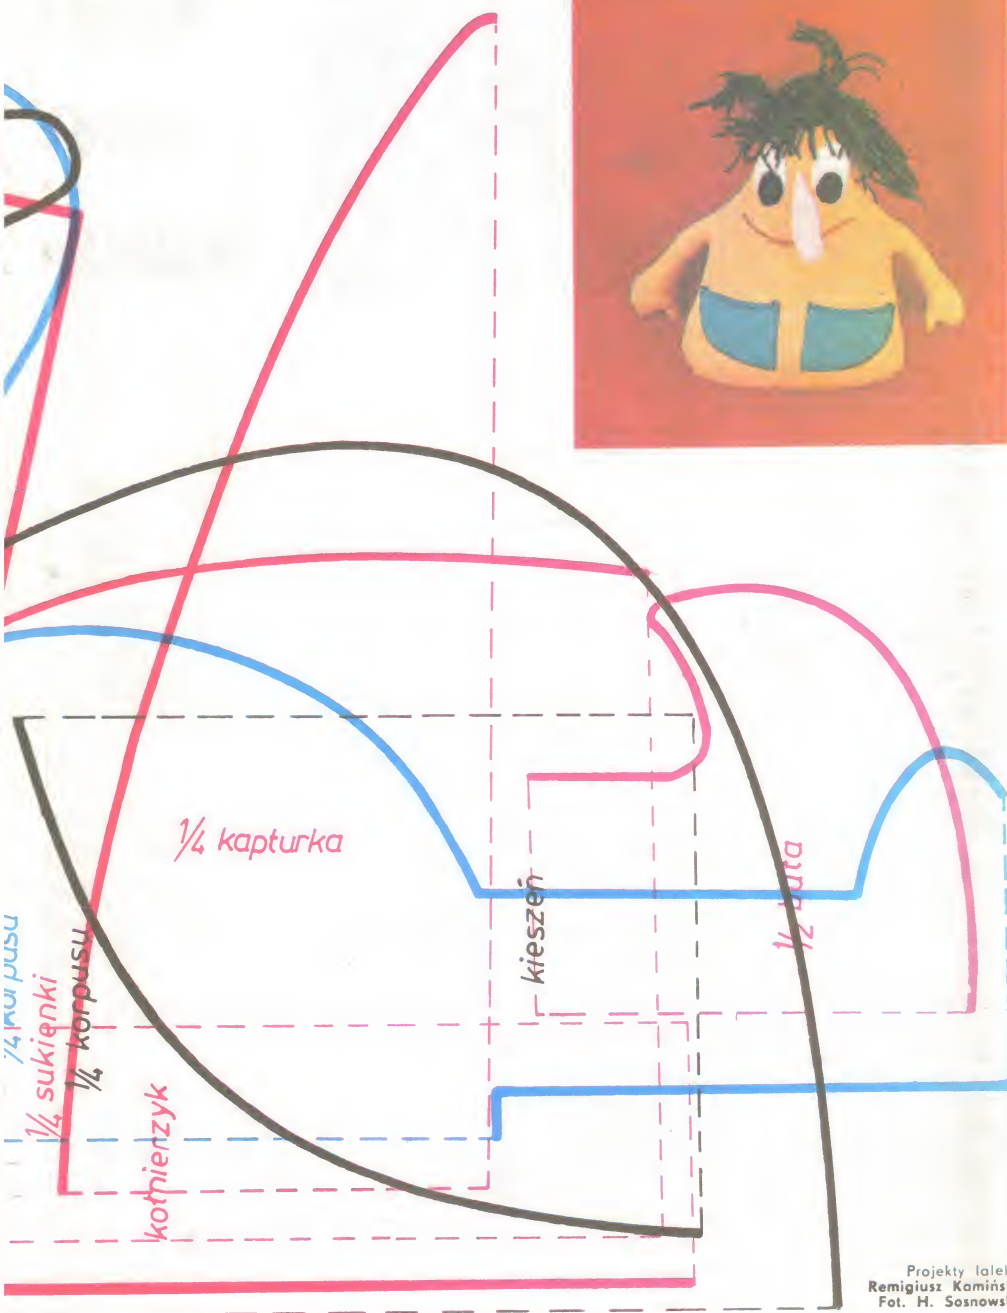 1/4 kapturka
kieszeń
1/2 buta
1/4 korpusu
1/4 sukienki
1/4 korpusu
kołnierzyk
Projekty lalek
Remigiusz Kamińs
Fot. H. Sosnows